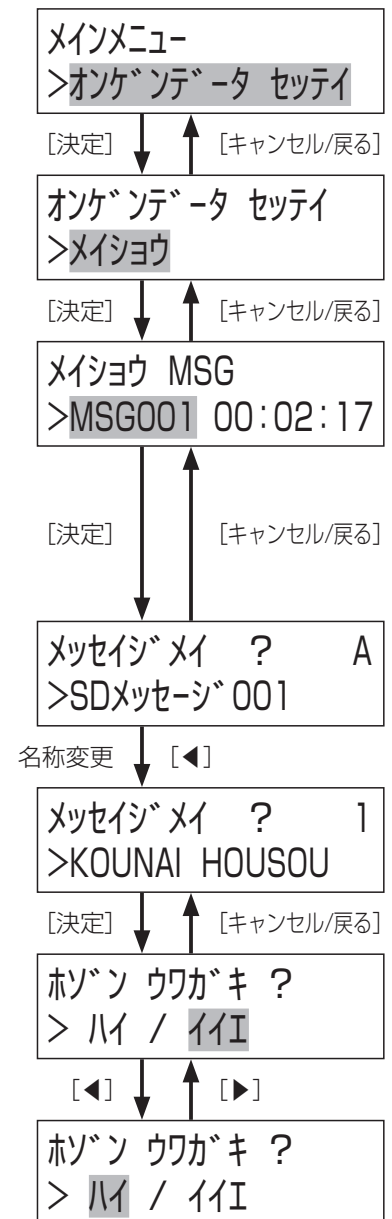 メインメニュー
>オンゲンデータ セッテイ
[決定] [キャンセル/戻る]
オンゲンデータ セッテイ
>メイショウ
[決定] [キャンセル/戻る]
メイショウ MSG
>MSG001 00:02:17
[決定] [キャンセル/戻る]
メッセイジメイ ? A
>SDメッセージ001
名称変更 [◀]
メッセイジメイ ? 1
>KOUNAI HOUSOU
[決定] [キャンセル/戻る]
ホゾン ウワガキ ?
> ハイ / イイエ
[◀] [▶]
ホゾン ウワガキ ?
> ハイ / イイエ